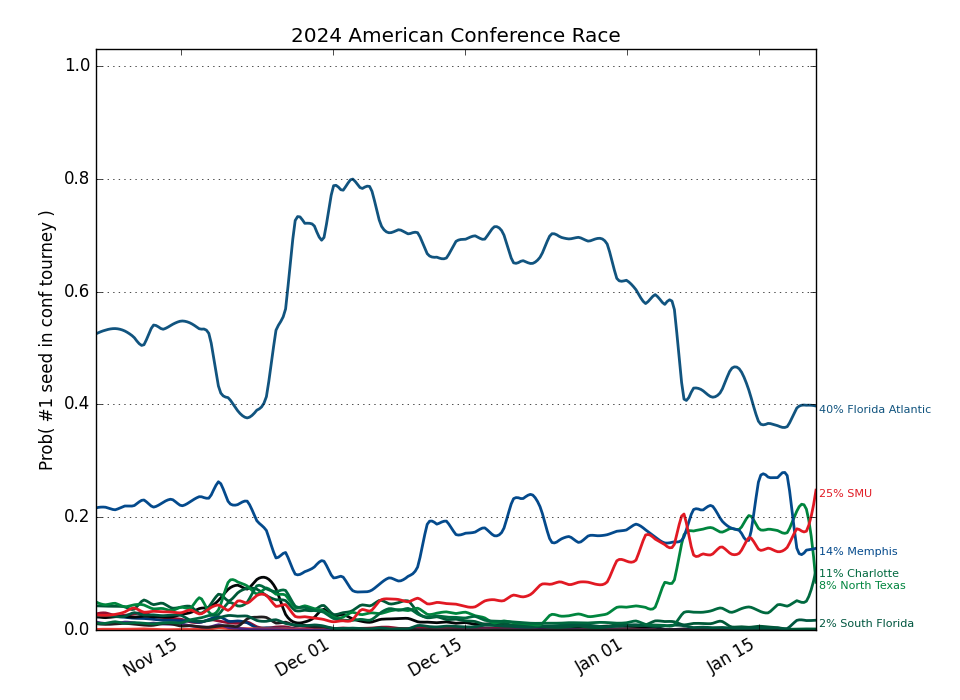 2024 American Conference Race
Prob( #1 seed in conf tourney )
1.0
0.8
0.6
0.4
0.2
0.0
Nov 15
Dec 01
Dec 15
Jan 01
Jan 15
40% Florida Atlantic
25% SMU
14% Memphis
11% Charlotte
8% North Texas
2% South Florida